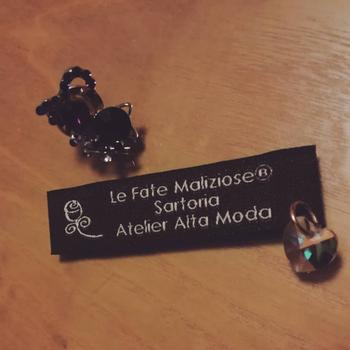 Le Fate Maliziose®
Sartoria
Atelier Alta Moda